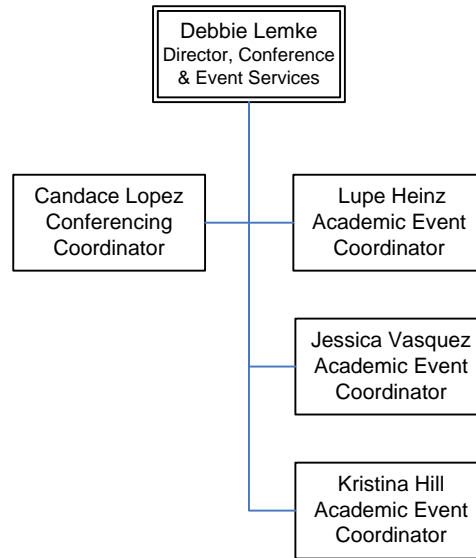 Debbie Lemke
Director, Conference
& Event Services
Candace Lopez
Conferencing
Coordinator
Lupe Heinz
Academic Event
Coordinator
Jessica Vasquez
Academic Event
Coordinator
Kristina Hill
Academic Event
Coordinator